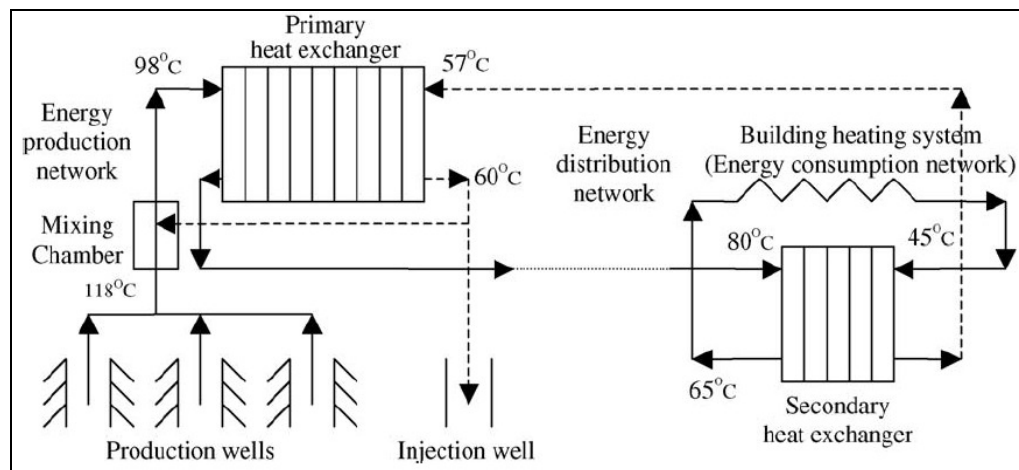 Primary
heat exchanger
98°C
57°C
Energy
production
network
Energy
distribution
network
Building heating system
(Energy consumption network)
60°C
Mixing
Chamber
80°C
45°C
118°C
65°C
Production wells
Injection well
Secondary
heat exchanger